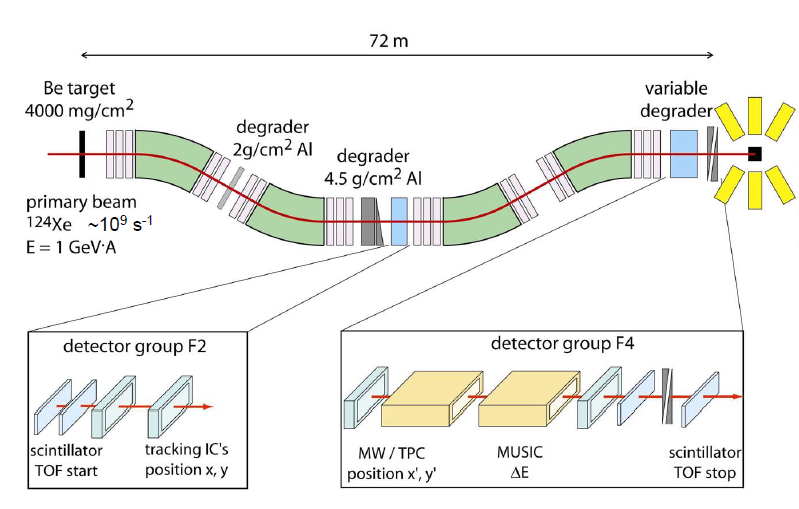 72 m
Be target
4000 mg/cm²
degrader
2g/cm² Al
degrader
4.5 g/cm² Al
variable
degrader
primary beam
¹²⁴Xe ~10⁹ s⁻¹
E = 1 GeV·A
detector group F2
scintillator
TOF start
tracking IC's
position x, y
detector group F4
MW / TPC
position x', y'
MUSIC
ΔE
scintillator
TOF stop